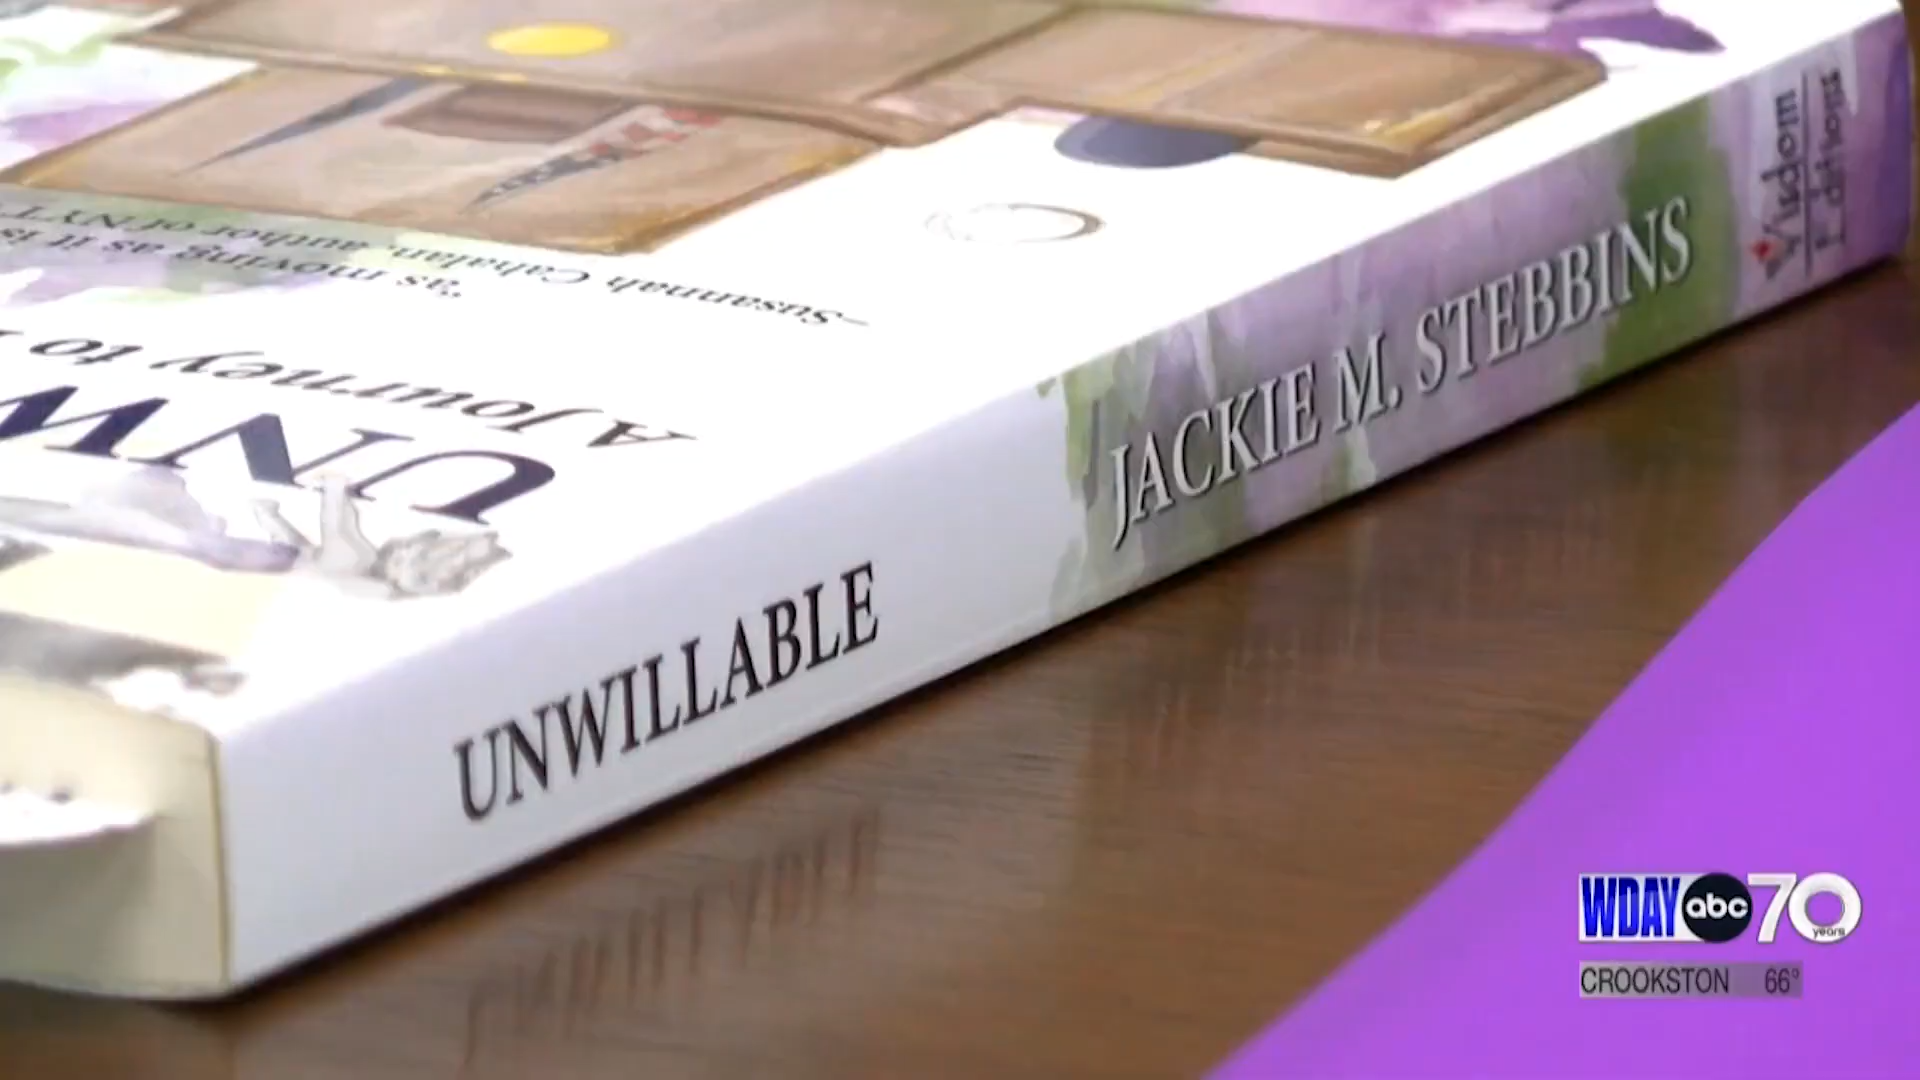 —Susannah Cahalan, author of NYT
"as moving as it is
A Journey to
UNW
UNWILLABLE
JACKIE M. STEBBINS
Wisdom
Editions
WDAY abc 70
years
CROOKSTON 66°